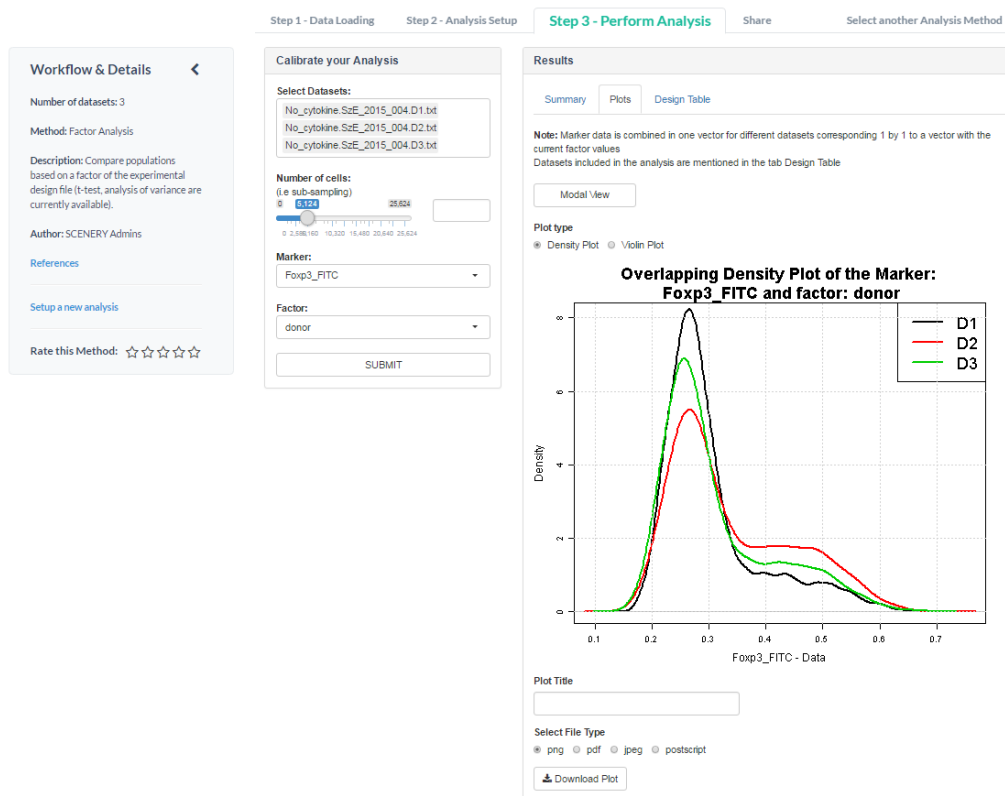 Step 1 - Data Loading
Step 2 - Analysis Setup
Step 3 - Perform Analysis
Share
Select another Analysis Method
Workflow & Details
Number of datasets: 3
Method: Factor Analysis
Description: Compare populations
based on a factor of the experimental
design file (t-test, analysis of variance are
currently available).
Author: SCENERY Admins
References
Setup a new analysis
Rate this Method:
Calibrate your Analysis
Select Datasets:
No_cytokine.SzE_2015_004.D1.txt
No_cytokine.SzE_2015_004.D2.txt
No_cytokine.SzE_2015_004.D3.txt
Number of cells:
(i.e sub-sampling)
0 5,124 25,624
0 10,320 15,480 20,640 25,624
Marker:
Foxp3_FITC
Factor:
donor
SUBMIT
Results
Summary
Plots
Design Table
Note: Marker data is combined in one vector for different datasets corresponding 1 by 1 to a vector with the
current factor values
Datasets included in the analysis are mentioned in the tab Design Table
Modal View
Plot type
Density Plot Violin Plot
Overlapping Density Plot of the Marker:
Foxp3_FITC and factor: donor
D1
D2
D3
8
6
4
2
0
Density
0.1 0.2 0.3 0.4 0.5 0.6 0.7
Foxp3_FITC - Data
Plot Title
Select File Type
png pdf jpeg postscript
Download Plot